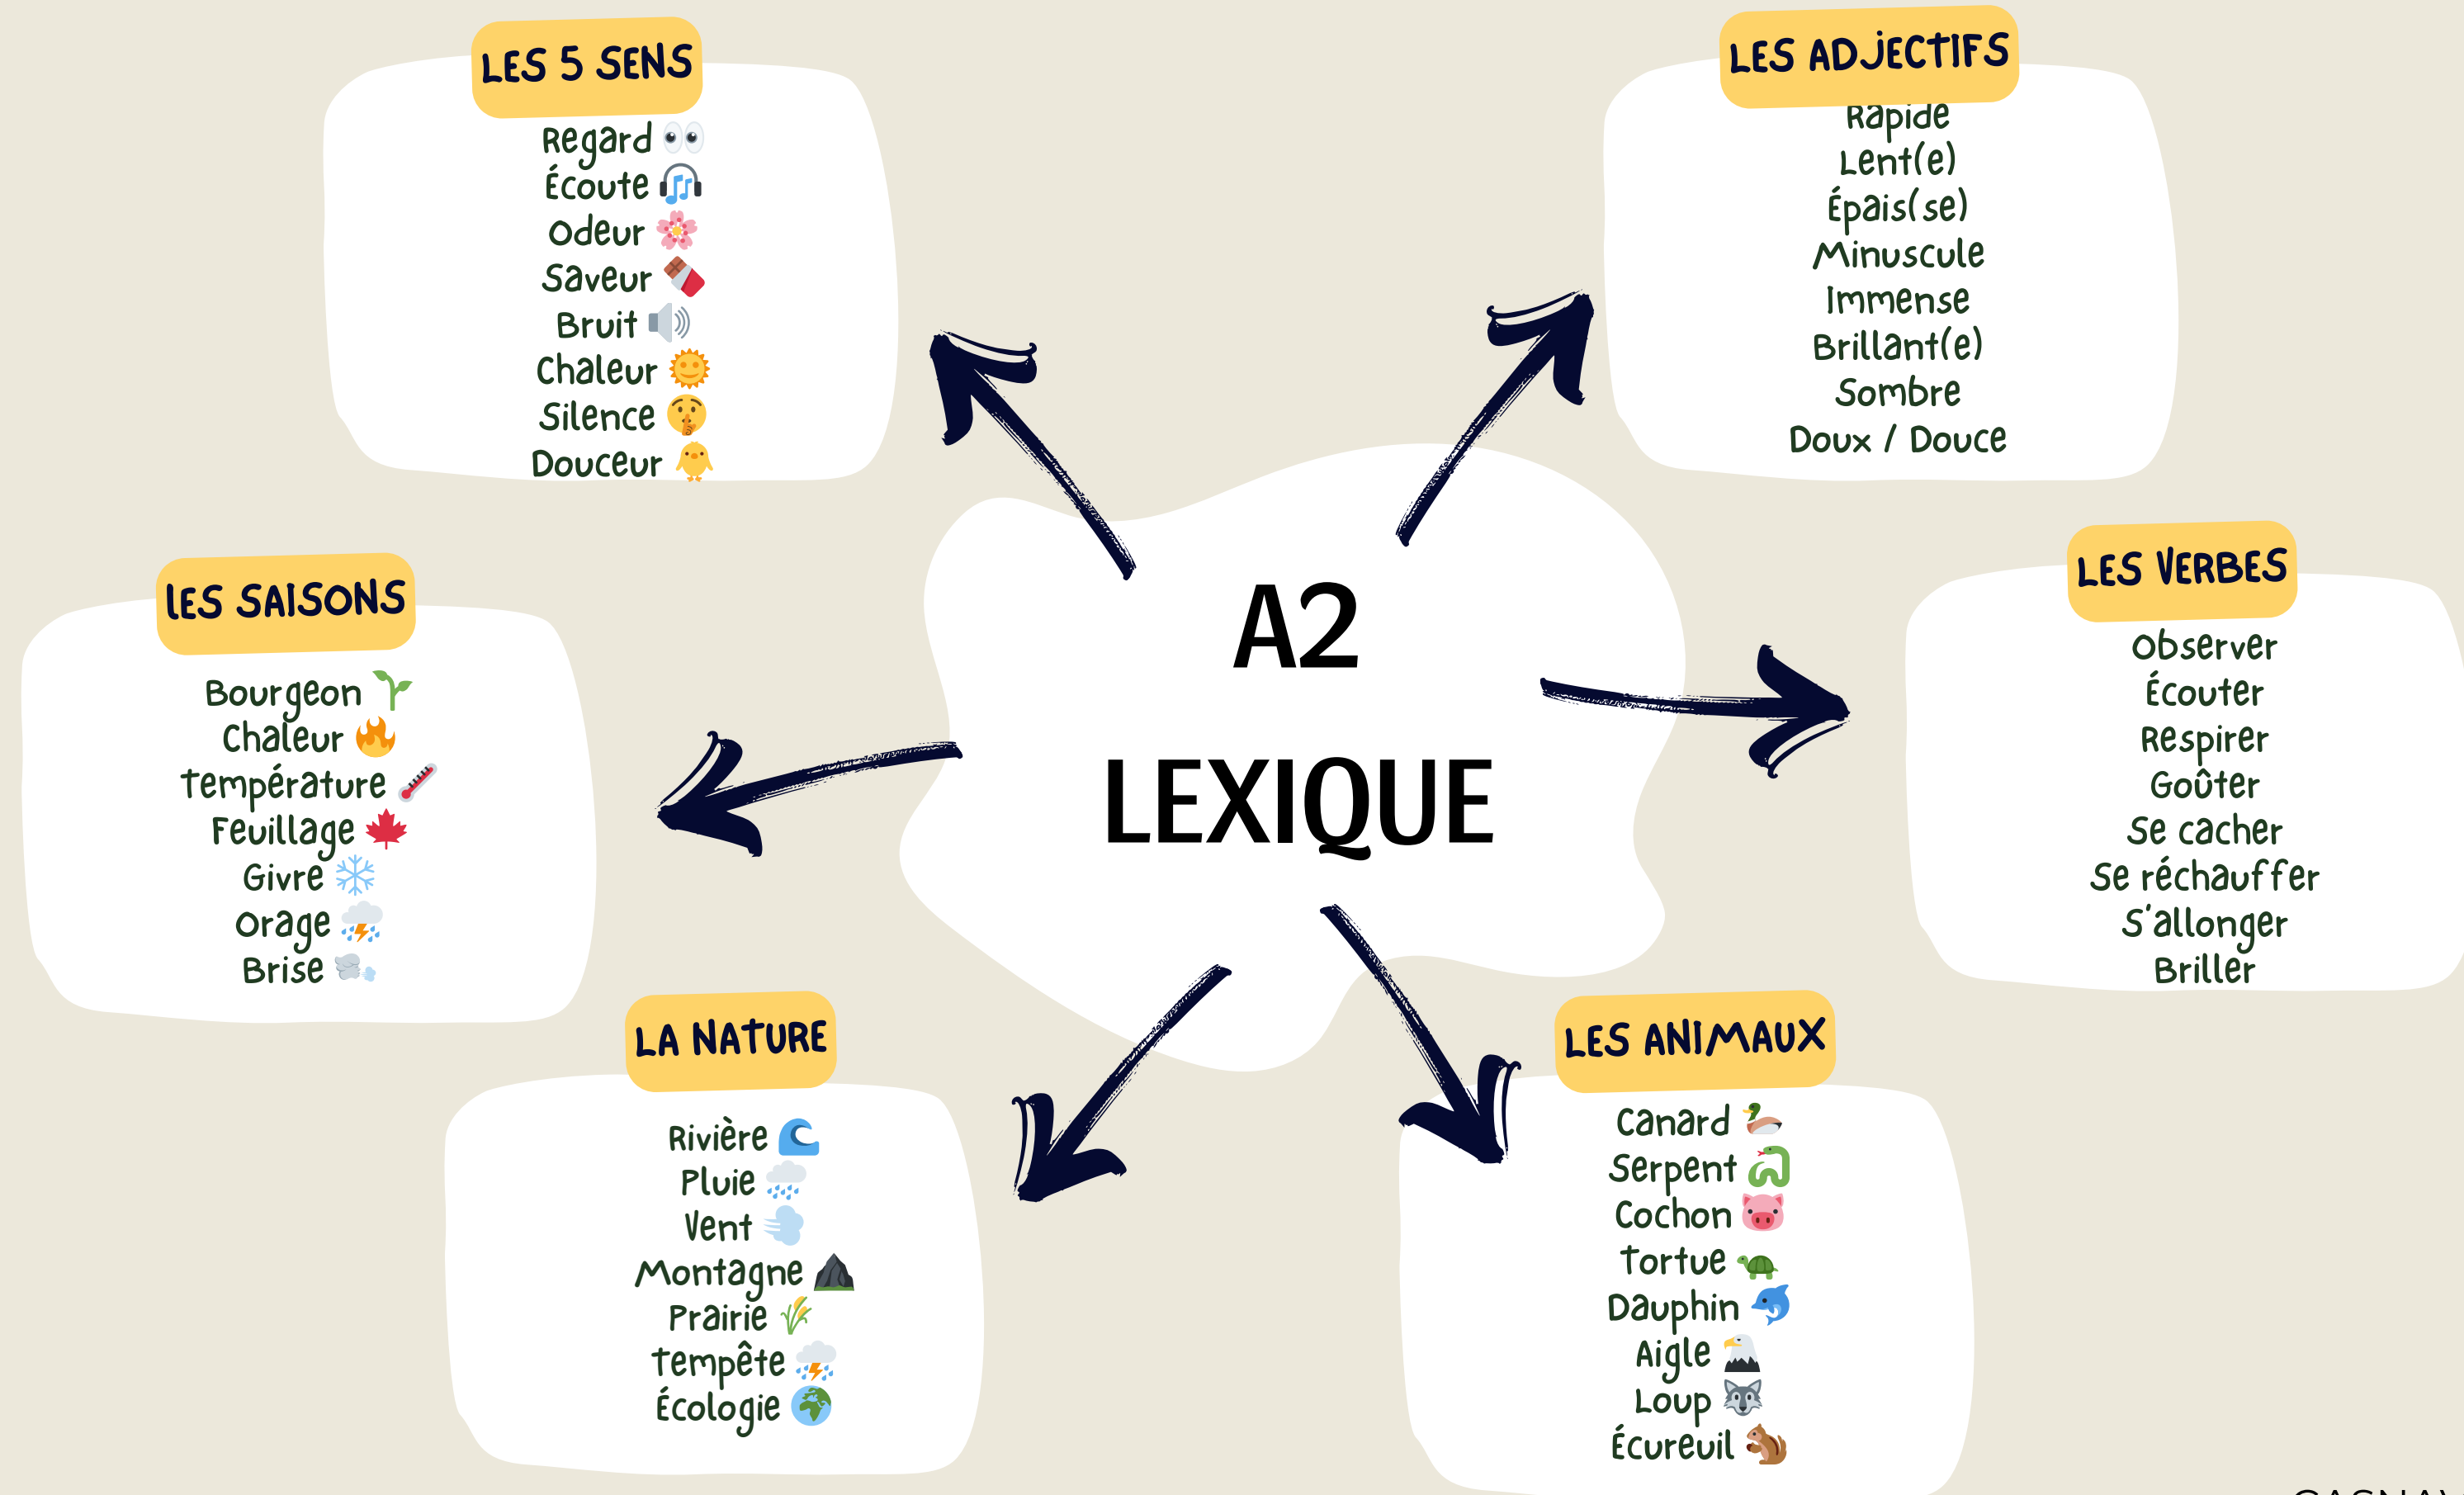 LES 5 SENS
Regard
Écoute
Odeur
Saveur
Bruit
Chaleur
Silence
Douceur
LES ADJECTIFS
Rapide
Lent(e)
Épais(se)
Minuscule
Immense
Brillant(e)
Sombre
Doux / Douce
A2
LEXIQUE
lES SAISONS
Bourgeon
Chaleur
Température
Feuillage
Givre
Orage
Brise
LES VERBES
Observer
Écouter
Respirer
Goûter
Se cacher
Se réchauffer
S'allonger
Briller
LA NATURE
Rivière
Pluie
Vent
Montagne
Prairie
Tempête
Écologie
LES ANIMAUX
Canard
Serpent
Cochon
Tortue
Dauphin
Aigle
Loup
Écureuil